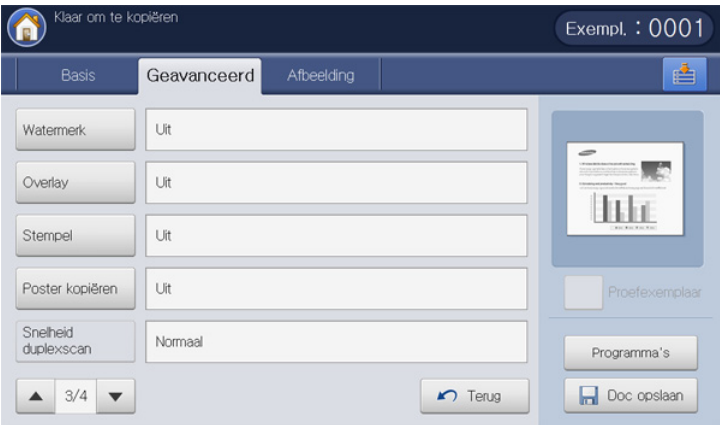 Klaar om te kopiëren
Exempl. : 0001
Basis
Geavanceerd
Afbeelding
Watermerk
Uit
Overlay
Uit
Stempel
Uit
Poster kopiëren
Uit
Snelheid
duplexscan
Normaal
Proefexemplaar
Programma's
3/4
Terug
Doc opslaan